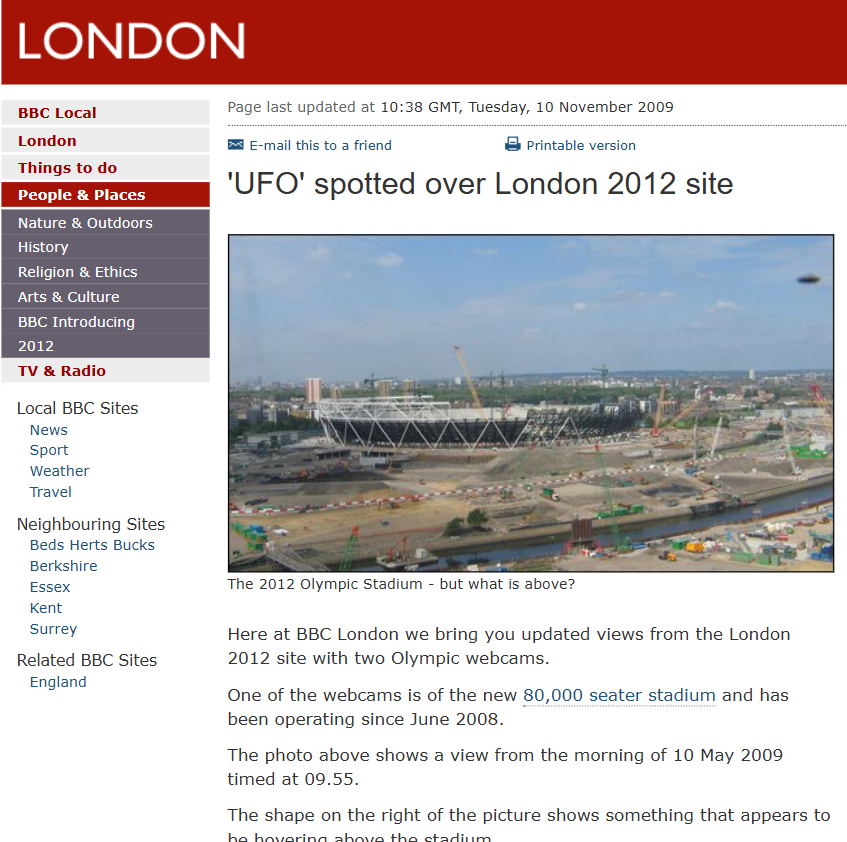 LONDON
BBC Local
London
Things to do
People & Places
Nature & Outdoors
History
Religion & Ethics
Arts & Culture
BBC Introducing
2012
TV & Radio
Local BBC Sites
News
Sport
Weather
Travel
Neighbouring Sites
Beds Herts Bucks
Berkshire
Essex
Kent
Surrey
Related BBC Sites
England
Page last updated at 10:38 GMT, Tuesday, 10 November 2009
E-mail this to a friend
Printable version
'UFO' spotted over London 2012 site
The 2012 Olympic Stadium - but what is above?
Here at BBC London we bring you updated views from the London
2012 site with two Olympic webcams.
One of the webcams is of the new 80,000 seater stadium and has
been operating since June 2008.
The photo above shows a view from the morning of 10 May 2009
timed at 09.55.
The shape on the right of the picture shows something that appears to
be hovering above the stadium.